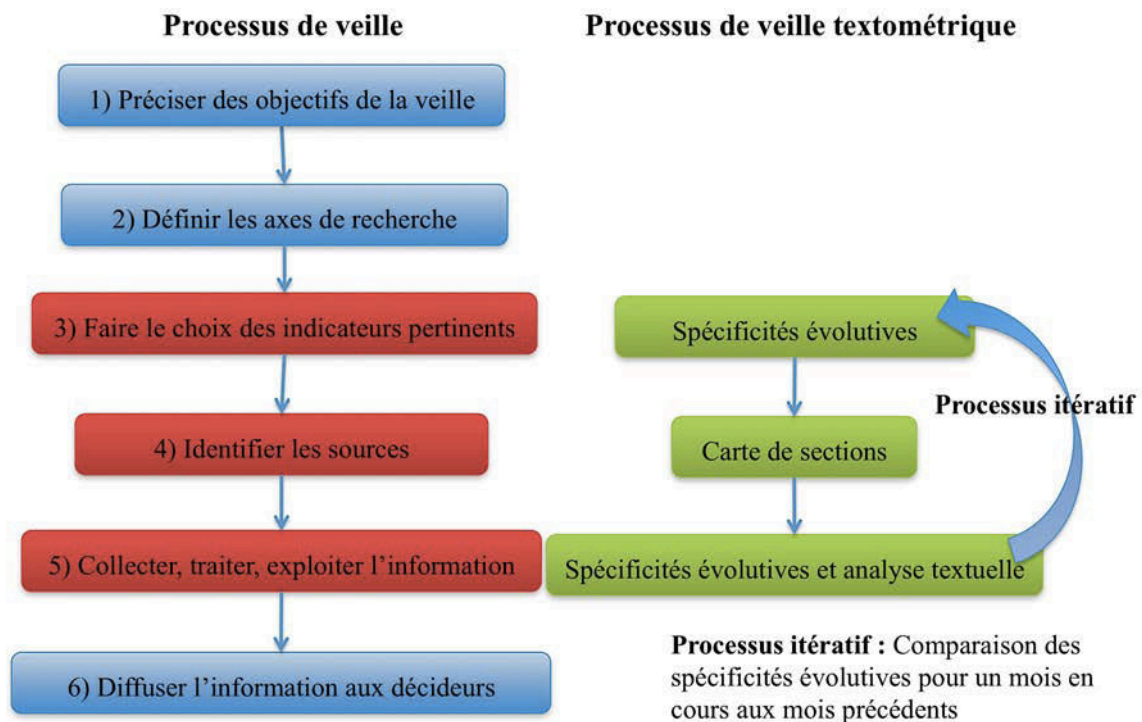 Processus de veille
1) Préciser des objectifs de la veille
2) Définir les axes de recherche
3) Faire le choix des indicateurs pertinents
4) Identifier les sources
5) Collecter, traiter, exploiter l’information
6) Diffuser l’information aux décideurs
Processus de veille textométrique
Spécificités évolutives
Processus itératif
Carte de sections
Spécificités évolutives et analyse textuelle
Processus itératif : Comparaison des
spécificités évolutives pour un mois en
cours aux mois précédents